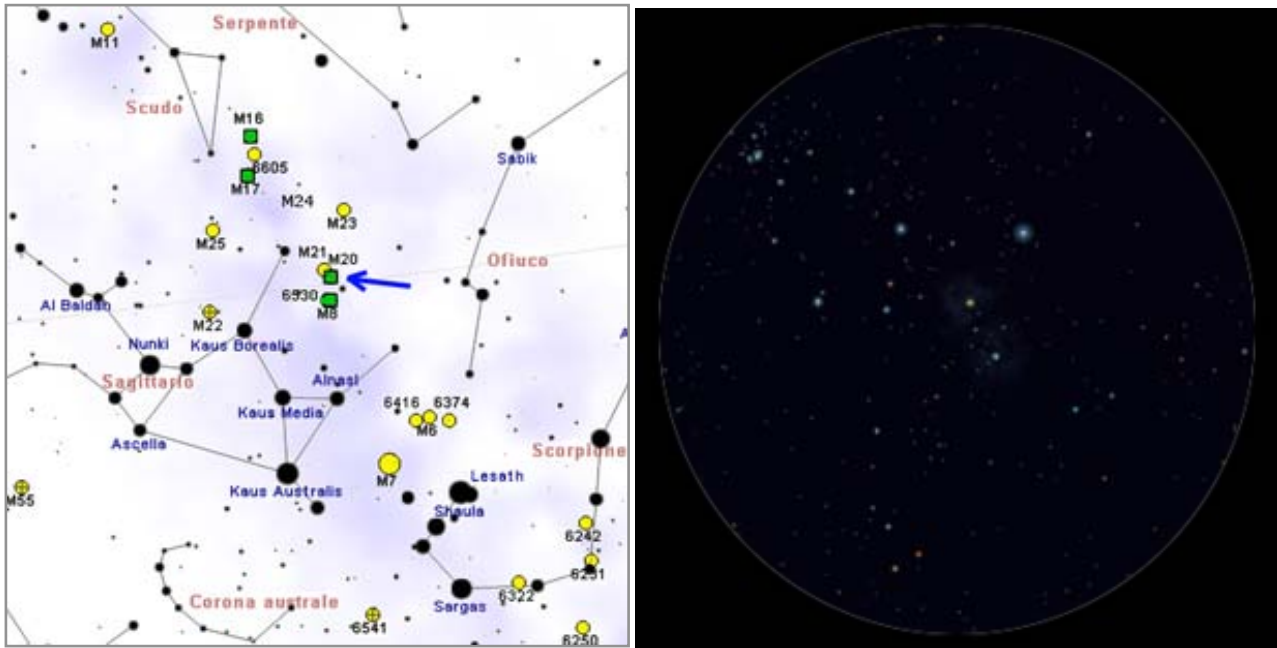 Serpente
M11
Scudo
M16
6605
M17
Sabik
M24
M23
M25
M21 M20
Ofiuco
6530
M8
Al Baldah
M22
Kaus Borealis
Nunki
Sagittario
Alnasl
Kaus Media
6416 6374
M6
Ascella
Scorpione
M7
Lesath
Kaus Australis
M55
Shaula
6242
6231
6322
Corona australe
Sargas
6541
6250